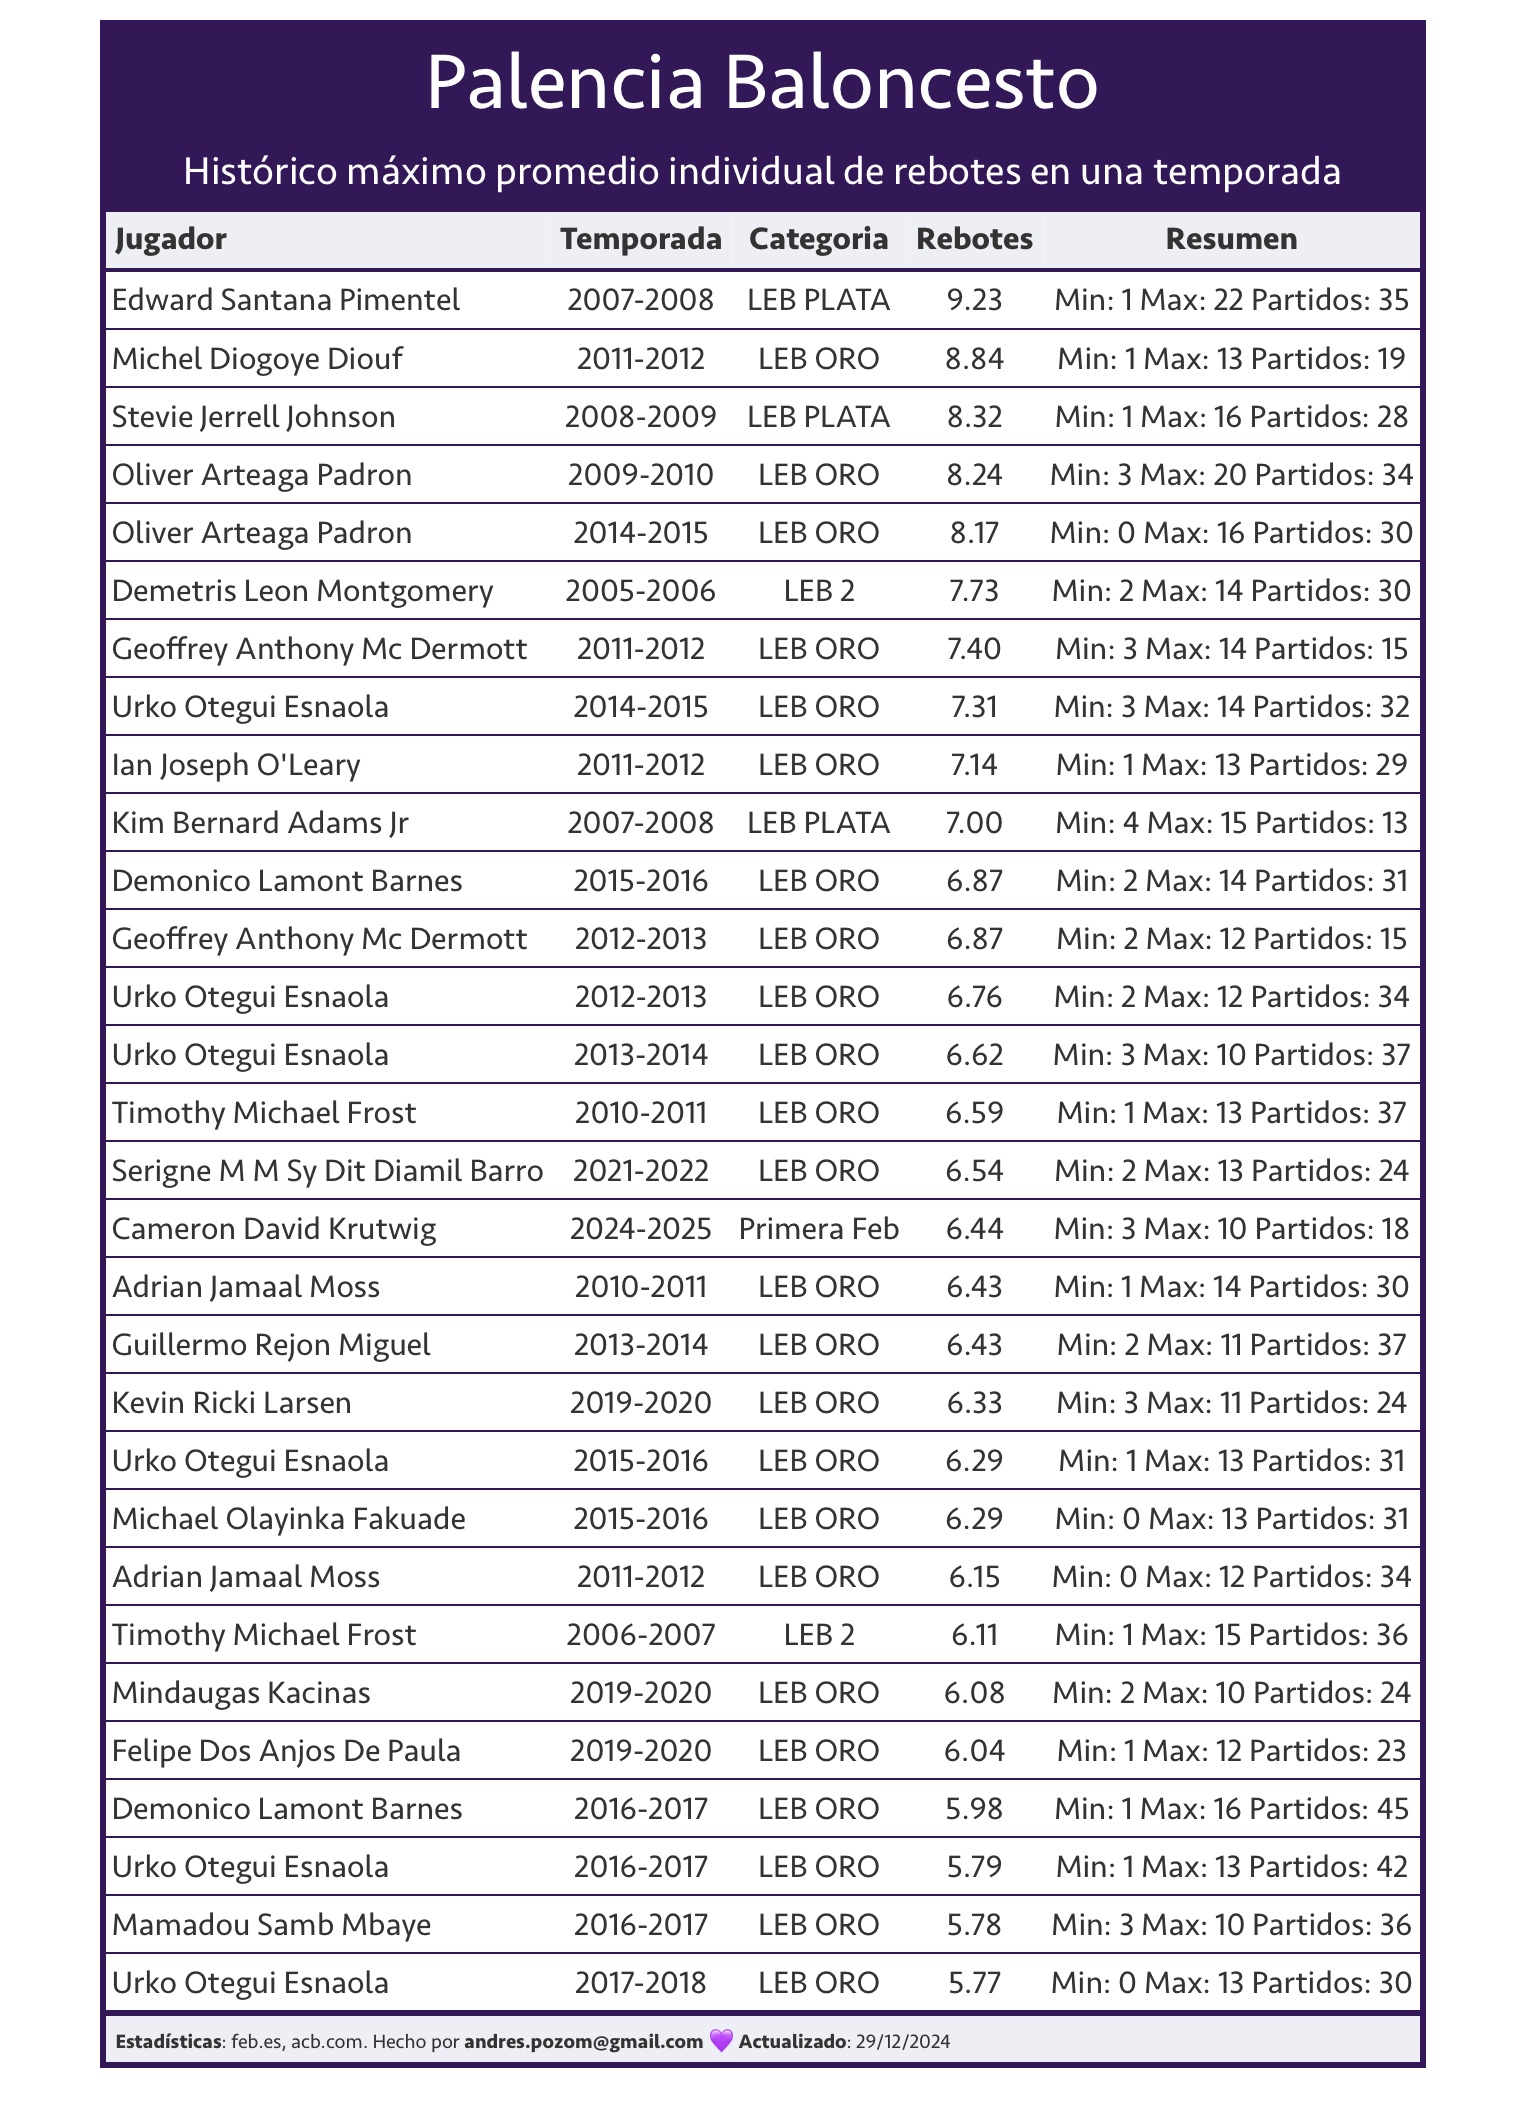 Palencia Baloncesto
Histórico máximo promedio individual de rebotes en una temporada
Jugador Temporada Categoria Rebotes Resumen
Edward Santana Pimentel 2007-2008 LEB PLATA 9.23 Min: 1 Max: 22 Partidos: 35
Michel Diogoye Diouf 2011-2012 LEB ORO 8.84 Min: 1 Max: 13 Partidos: 19
Stevie Jerrell Johnson 2008-2009 LEB PLATA 8.32 Min: 1 Max: 16 Partidos: 28
Oliver Arteaga Padron 2009-2010 LEB ORO 8.24 Min: 3 Max: 20 Partidos: 34
Oliver Arteaga Padron 2014-2015 LEB ORO 8.17 Min: 0 Max: 16 Partidos: 30
Demetris Leon Montgomery 2005-2006 LEB 2 7.73 Min: 2 Max: 14 Partidos: 30
Geoffrey Anthony Mc Dermott 2011-2012 LEB ORO 7.40 Min: 3 Max: 14 Partidos: 15
Urko Otegui Esnaola 2014-2015 LEB ORO 7.31 Min: 3 Max: 14 Partidos: 32
Ian Joseph O'Leary 2011-2012 LEB ORO 7.14 Min: 1 Max: 13 Partidos: 29
Kim Bernard Adams Jr 2007-2008 LEB PLATA 7.00 Min: 4 Max: 15 Partidos: 13
Demonico Lamont Barnes 2015-2016 LEB ORO 6.87 Min: 2 Max: 14 Partidos: 31
Geoffrey Anthony Mc Dermott 2012-2013 LEB ORO 6.87 Min: 2 Max: 12 Partidos: 15
Urko Otegui Esnaola 2012-2013 LEB ORO 6.76 Min: 2 Max: 12 Partidos: 34
Urko Otegui Esnaola 2013-2014 LEB ORO 6.62 Min: 3 Max: 10 Partidos: 37
Timothy Michael Frost 2010-2011 LEB ORO 6.59 Min: 1 Max: 13 Partidos: 37
Serigne M M Sy Dit Diamil Barro 2021-2022 LEB ORO 6.54 Min: 2 Max: 13 Partidos: 24
Cameron David Krutwig 2024-2025 Primera Feb 6.44 Min: 3 Max: 10 Partidos: 18
Adrian Jamaal Moss 2010-2011 LEB ORO 6.43 Min: 1 Max: 14 Partidos: 30
Guillermo Rejon Miguel 2013-2014 LEB ORO 6.43 Min: 2 Max: 11 Partidos: 37
Kevin Ricki Larsen 2019-2020 LEB ORO 6.33 Min: 3 Max: 11 Partidos: 24
Urko Otegui Esnaola 2015-2016 LEB ORO 6.29 Min: 1 Max: 13 Partidos: 31
Michael Olayinka Fakuade 2015-2016 LEB ORO 6.29 Min: 0 Max: 13 Partidos: 31
Adrian Jamaal Moss 2011-2012 LEB ORO 6.15 Min: 0 Max: 12 Partidos: 34
Timothy Michael Frost 2006-2007 LEB 2 6.11 Min: 1 Max: 15 Partidos: 36
Mindaugas Kacinas 2019-2020 LEB ORO 6.08 Min: 2 Max: 10 Partidos: 24
Felipe Dos Anjos De Paula 2019-2020 LEB ORO 6.04 Min: 1 Max: 12 Partidos: 23
Demonico Lamont Barnes 2016-2017 LEB ORO 5.98 Min: 1 Max: 16 Partidos: 45
Urko Otegui Esnaola 2016-2017 LEB ORO 5.79 Min: 1 Max: 13 Partidos: 42
Mamadou Samb Mbaye 2016-2017 LEB ORO 5.78 Min: 3 Max: 10 Partidos: 36
Urko Otegui Esnaola 2017-2018 LEB ORO 5.77 Min: 0 Max: 13 Partidos: 30
Estadísticas: feb.es, acb.com. Hecho por andres.pozom@gmail.com 💜 Actualizado: 29/12/2024